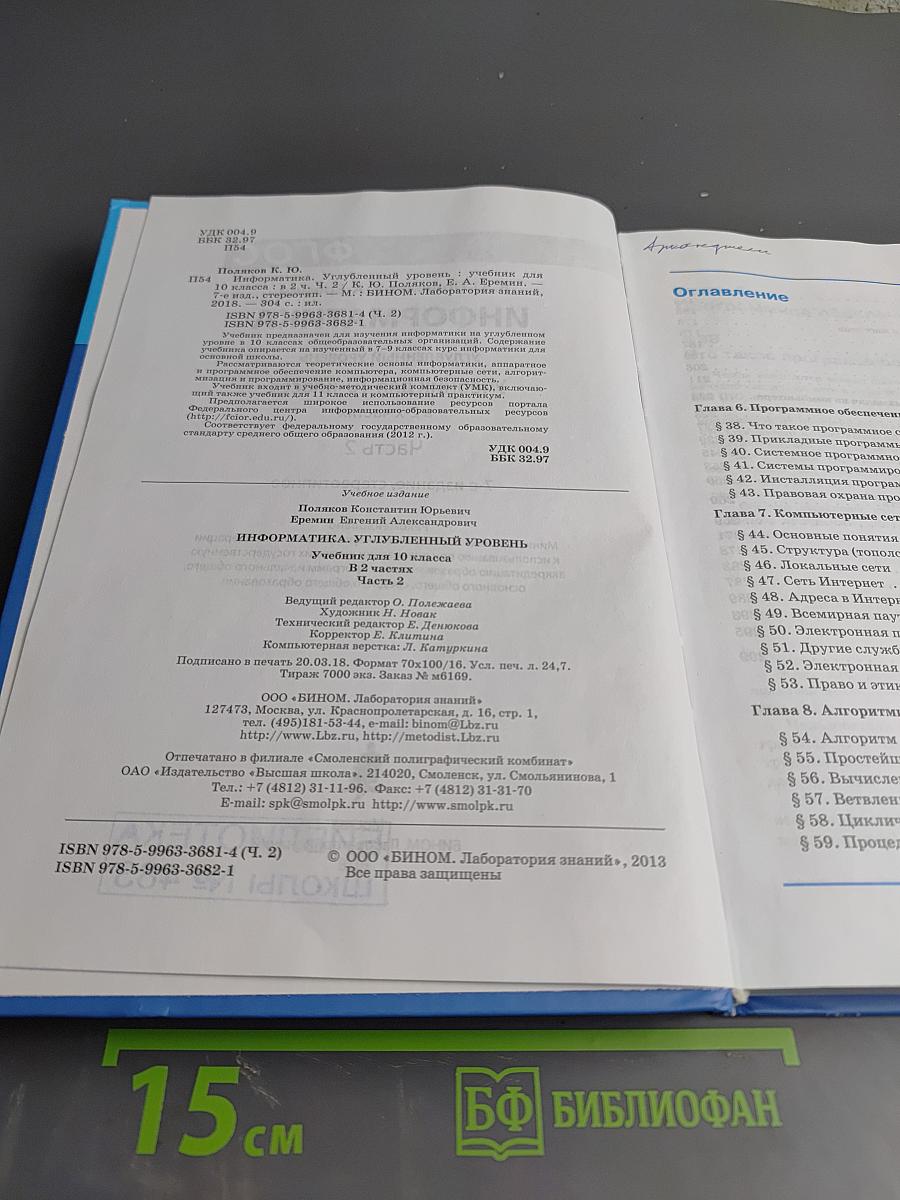 УДК 004.9
ББК 32.97
П54
Поляков К. Ю.
П54 Информатика. Углубленный уровень : учебник для
10 класса : в 2 ч. Ч. 2 / К. Ю. Поляков, Е. А. Еремин. —
7-е изд., стереотип. — М. : БИНОМ. Лаборатория знаний,
2018. — 304 с. : ил.
ISBN 978-5-9963-3681-4 (Ч. 2)
ISBN 978-5-9963-3682-1
Учебник предназначен для изучения информатики на углубленном
уровне в 10 классах общеобразовательных организаций. Содержание
учебника опирается на изученный в 7–9 классах курс информатики для
основной школы.
Рассматриваются теоретические основы информатики, аппаратное
и программное обеспечение компьютера, компьютерные сети, алгорит-
мизация и программирование, информационная безопасность.
Учебник входит в учебно-методический комплект (УМК), включаю-
щий также учебник для 11 класса и компьютерный практикум.
Предполагается широкое использование ресурсов портала
Федерального центра информационно-образовательных ресурсов
(http://fcior.edu.ru/).
Соответствует федеральному государственному образовательному
стандарту среднего общего образования (2012 г.).
УДК 004.9
ББК 32.97
Учебное издание
Поляков Константин Юрьевич
Еремин Евгений Александрович
ИНФОРМАТИКА. УГЛУБЛЕННЫЙ УРОВЕНЬ
Учебник для 10 класса
В 2 частях
Часть 2
Ведущий редактор О. Полежаева
Художник Н. Новак
Технический редактор Е. Денюкова
Корректор Е. Клитина
Компьютерная верстка: Л. Катуркина
Подписано в печать 20.03.18. Формат 70х100/16. Усл. печ. л. 24,7.
Тираж 7000 экз. Заказ № м6169.
ООО «БИНОМ. Лаборатория знаний»
127473, Москва, ул. Краснопролетарская, д. 16, стр. 1,
тел. (495)181-53-44, e-mail: binom@Lbz.ru
http://www.Lbz.ru, http://metodist.Lbz.ru
Отпечатано в филиале «Смоленский полиграфический комбинат»
ОАО «Издательство «Высшая школа». 214020, Смоленск, ул. Смольянинова, 1
Тел.: +7 (4812) 31-11-96. Факс: +7 (4812) 31-31-70
E-mail: spk@smolpk.ru http://www.smolpk.ru
ISBN 978-5-9963-3681-4 (Ч. 2)
ISBN 978-5-9963-3682-1
© ООО «БИНОМ. Лаборатория знаний», 2013
Все права защищены
Оглавление
Глава 6. Программное обеспечени
§ 38. Что такое программное о
§ 39. Прикладные программы
§ 40. Системное программно
§ 41. Системы программиро
§ 42. Инсталляция програм
§ 43. Правовая охрана про
Глава 7. Компьютерные сет
§ 44. Основные понятия
§ 45. Структура (тополо
§ 46. Локальные сети
§ 47. Сеть Интернет
§ 48. Адреса в Интерн
§ 49. Всемирная паут
§ 50. Электронная п
§ 51. Другие служб
§ 52. Электронная
§ 53. Право и этик
Глава 8. Алгоритми
§ 54. Алгоритм
§ 55. Простейш
§ 56. Вычисле
§ 57. Ветвлен
§ 58. Циклич
§ 59. Процед
15 см
БФ БИБЛИОФАН